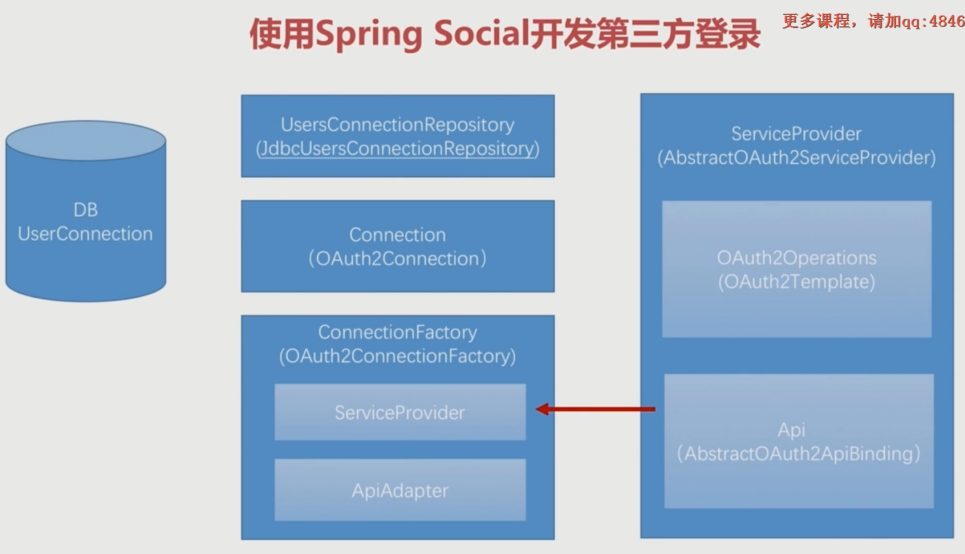 使用Spring Social开发第三方登录
更多课程，请加qq:4846
DB
UserConnection
UsersConnectionRepository
(JdbcUsersConnectionRepository)
Connection
(OAuth2Connection)
ConnectionFactory
(OAuth2ConnectionFactory)
ServiceProvider
ApiAdapter
ServiceProvider
(AbstractOAuth2ServiceProvider)
OAuth2Operations
(OAuth2Template)
Api
(AbstractOAuth2ApiBinding)